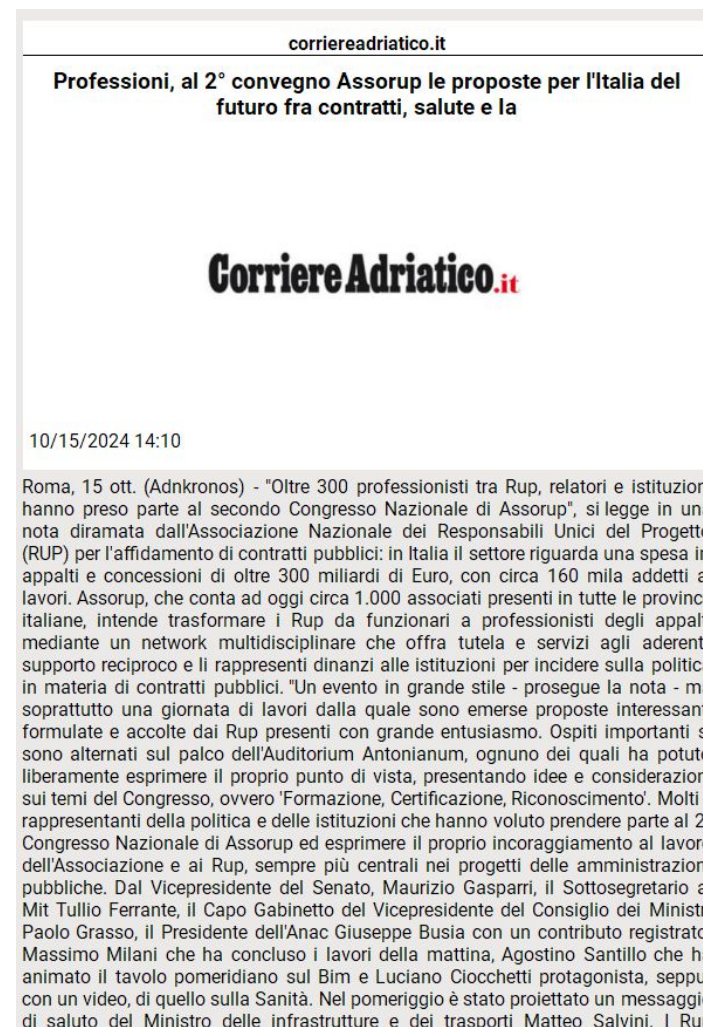 corriereadriatico.it
Professioni, al 2° convegno Assorup le proposte per l'Italia del
futuro fra contratti, salute e la
Corriere Adriatico.it
10/15/2024 14:10
Roma, 15 ott. (Adnkronos) - "Oltre 300 professionisti tra Rup, relatori e istituzion
hanno preso parte al secondo Congresso Nazionale di Assorup", si legge in un
nota diramata dall'Associazione Nazionale dei Responsabili Unici del Progett
(RUP) per l'affidamento di contratti pubblici: in Italia il settore riguarda una spesa i
appalti e concessioni di oltre 300 miliardi di Euro, con circa 160 mila addetti a
lavori. Assorup, che conta ad oggi circa 1.000 associati presenti in tutte le provinc
italiane, intende trasformare i Rup da funzionari a professionisti degli appal
mediante un network multidisciplinare che offra tutela e servizi agli aderent
supporto reciproco e li rappresenti dinanzi alle istituzioni per incidere sulla politic
in materia di contratti pubblici. "Un evento in grande stile - prosegue la nota - m
soprattutto una giornata di lavori dalla quale sono emerse proposte interessan
formulate e accolte dai Rup presenti con grande entusiasmo. Ospiti importanti s
sono alternati sul palco dell'Auditorium Antonianum, ognuno dei quali ha potut
liberamente esprimere il proprio punto di vista, presentando idee e considerazion
sui temi del Congresso, ovvero 'Formazione, Certificazione, Riconoscimento'. Molti
rappresentanti della politica e delle istituzioni che hanno voluto prendere parte al 2
Congresso Nazionale di Assorup ed esprimere il proprio incoraggiamento al lavor
dell'Associazione e ai Rup, sempre più centrali nei progetti delle amministrazion
pubbliche. Dal Vicepresidente del Senato, Maurizio Gasparri, il Sottosegretario a
Mit Tullio Ferrante, il Capo Gabinetto del Vicepresidente del Consiglio dei Ministr
Paolo Grasso, il Presidente dell'Anac Giuseppe Busia con un contributo registrato
Massimo Milani che ha concluso i lavori della mattina, Agostino Santillo che h
animato il tavolo pomeridiano sul Bim e Luciano Ciocchetti protagonista, seppu
con un video, di quello sulla Sanità. Nel pomeriggio è stato proiettato un messaggi
di saluto del Ministro delle infrastrutture e dei trasporti Matteo Salvini. I Ru